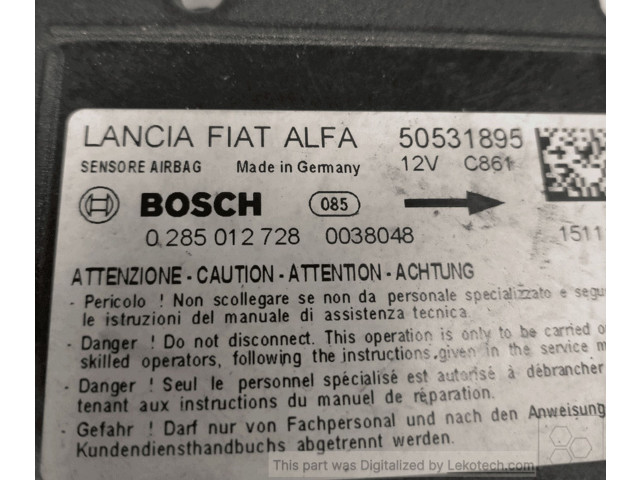 LANCIA FIAT ALFA 50531895
SENSORE AIRBAG Made in Germany 12V C861
BOSCH 085
0 285 012 728 0038048 1511
ATTENZIONE - CAUTION - ATTENTION - ACHTUNG
- Pericolo ! Non scollegare se non da personale specializzato e segu
le istruzioni del manuale di assistenza tecnica.
- Danger ! Do not disconnect. This operation is only to be carried o
skilled operators, following the instructions.given in the service m
- Danger ! Seul le personnel spécialisé est autorisé à débrancher
tenant aux instructions du manuel de réparation.
- Gefahr ! Darf nur von Fachpersonal und nach den Anweisung
Kundendiensthandbuchs abgetrennt werden.
This part was Digitalized by Lekotech.com